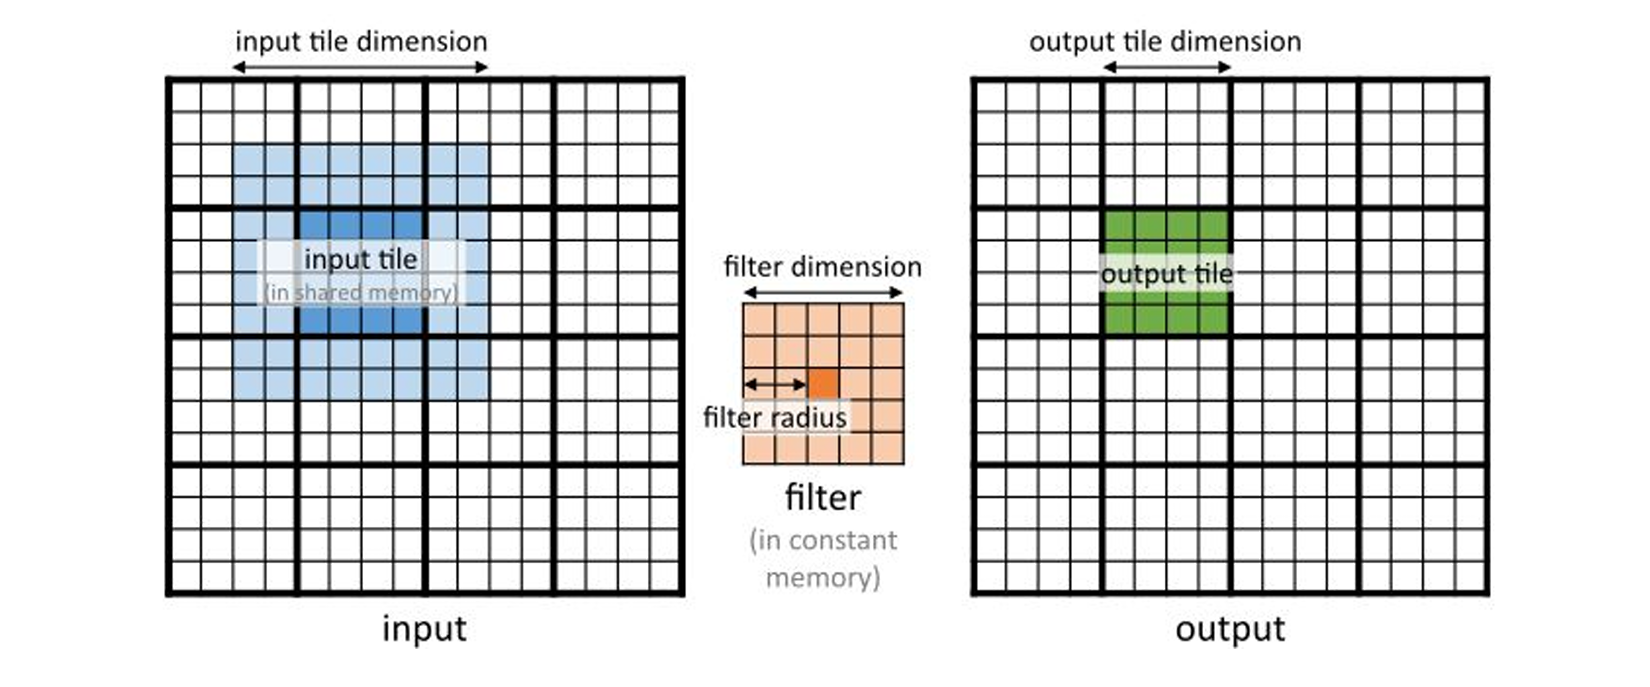 input tile dimension
output tile dimension
input tile
(in shared memory)
filter dimension
output tile
filter radius
filter
(in constant
memory)
input
output